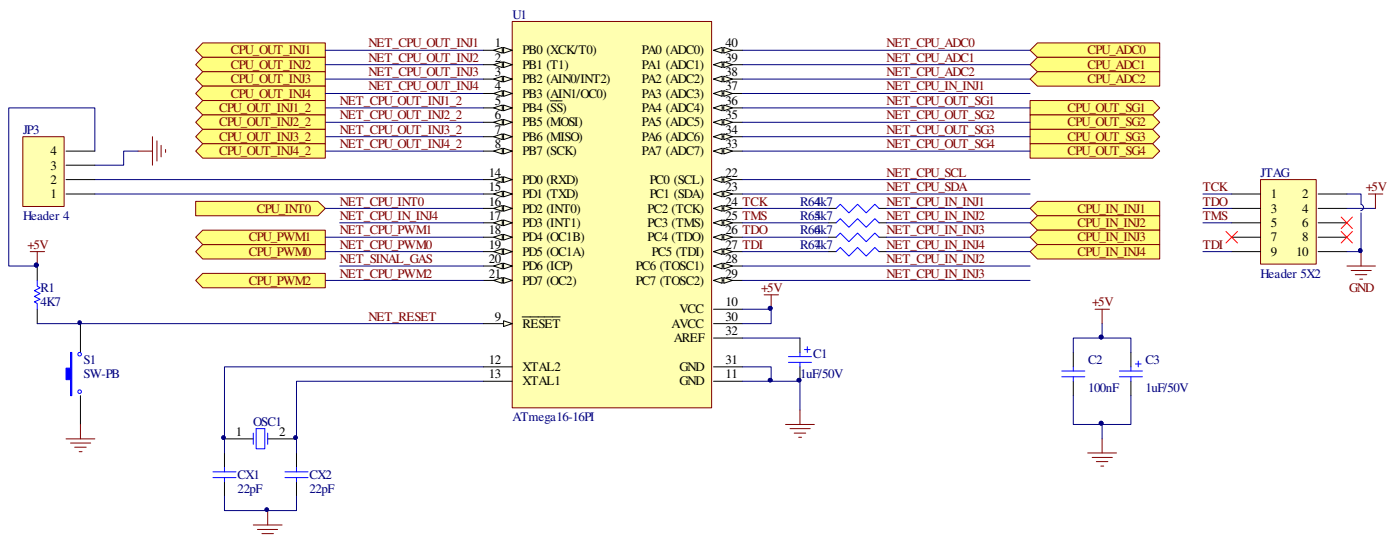 U1
CPU_OUT_INJ1 NET_CPU_OUT_INJ1 1 PB0 (XCK/T0) PA0 (ADC0) 40 NET_CPU_ADC0 CPU_ADC0
CPU_OUT_INJ2 NET_CPU_OUT_INJ2 2 PB1 (T1) PA1 (ADC1) 39 NET_CPU_ADC1 CPU_ADC1
CPU_OUT_INJ3 NET_CPU_OUT_INJ3 3 PB2 (AIN0/INT2) PA2 (ADC2) 38 NET_CPU_ADC2 CPU_ADC2
CPU_OUT_INJ4 NET_CPU_OUT_INJ4 4 PB3 (AIN1/OC0) PA3 (ADC3) 37 NET_CPU_IN_INJ1
CPU_OUT_INJ1_2 NET_CPU_OUT_INJ1_2 5 PB4 (SS) PA4 (ADC4) 36 NET_CPU_OUT_SG1 CPU_OUT_SG1
CPU_OUT_INJ2_2 NET_CPU_OUT_INJ2_2 6 PB5 (MOSI) PA5 (ADC5) 35 NET_CPU_OUT_SG2 CPU_OUT_SG2
CPU_OUT_INJ3_2 NET_CPU_OUT_INJ3_2 7 PB6 (MISO) PA6 (ADC6) 34 NET_CPU_OUT_SG3 CPU_OUT_SG3
CPU_OUT_INJ4_2 NET_CPU_OUT_INJ4_2 8 PB7 (SCK) PA7 (ADC7) 33 NET_CPU_OUT_SG4 CPU_OUT_SG4
JP3
4
3
2
1
Header 4
14 PD0 (RXD) PC0 (SCL) 22 NET_CPU_SCL
15 PD1 (TXD) PC1 (SDA) 23 NET_CPU_SDA
CPU_INT0 NET_CPU_INT0 16 PD2 (INT0) PC2 (TCK) 24 TCK NET_CPU_IN_INJ1 CPU_IN_INJ1
NET_CPU_IN_INJ4 17 PD3 (INT1) PC3 (TMS) 25 TMS NET_CPU_IN_INJ2 CPU_IN_INJ2
CPU_PWM1 NET_CPU_PWM1 18 PD4 (OC1B) PC4 (TDO) 26 TDO NET_CPU_IN_INJ3 CPU_IN_INJ3
CPU_PWM0 NET_CPU_PWM0 19 PD5 (OC1A) PC5 (TDI) 27 TDI NET_CPU_IN_INJ4 CPU_IN_INJ4
NET_SINAL_GAS 20 PD6 (ICP) PC6 (TOSC1) 28 NET_CPU_IN_INJ2
CPU_PWM2 NET_CPU_PWM2 21 PD7 (OC2) PC7 (TOSC2) 29 NET_CPU_IN_INJ3
JTAG
TCK 1 2 +5V
TDO 3 4
TMS 5 6
7 8
TDI 9 10
Header 5X2
GND
+5V
R1
4K7
NET_RESET 9 RESET
S1
SW-PB
VCC 10 +5V
AVCC 30
AREF 32
GND 31
GND 11
C1
1uF/50V
12 XTAL2
13 XTAL1
ATmega16-16PI
OSC1
1 2
CX1
22pF
CX2
22pF
+5V
C2
100nF
C3
1uF/50V